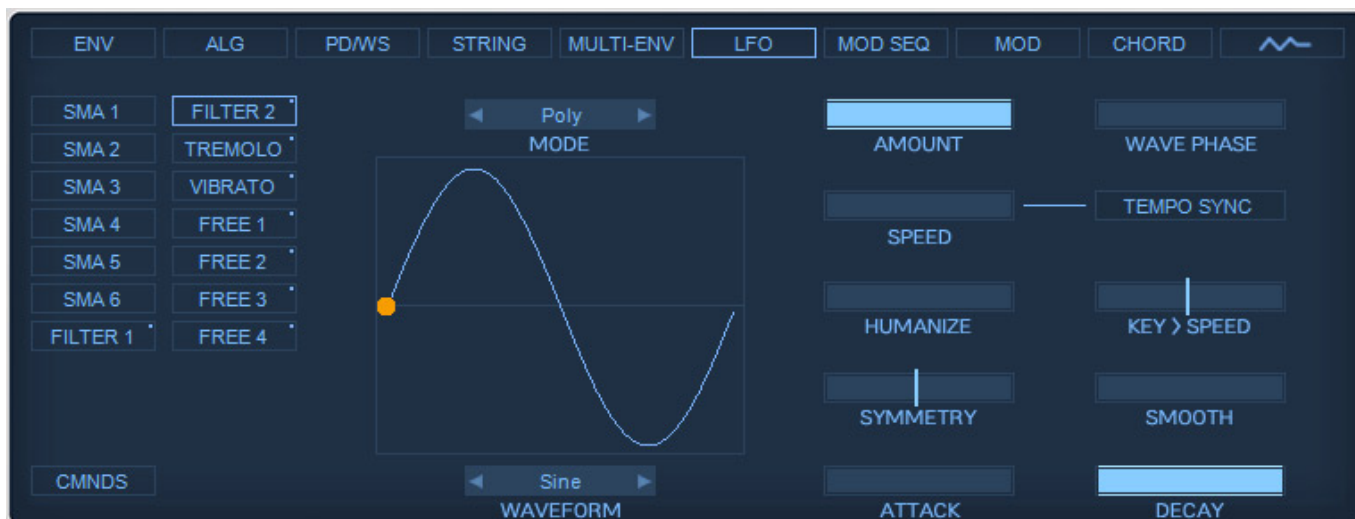 ENV ALG PD/WS STRING MULTI-ENV LFO MOD SEQ MOD CHORD
SMA 1 FILTER 2
SMA 2 TREMOLO
SMA 3 VIBRATO
SMA 4 FREE 1
SMA 5 FREE 2
SMA 6 FREE 3
FILTER 1 FREE 4
CMNDS
Poly
MODE
Sine
WAVEFORM
AMOUNT WAVE PHASE
TEMPO SYNC
SPEED
HUMANIZE KEY > SPEED
SYMMETRY SMOOTH
ATTACK DECAY